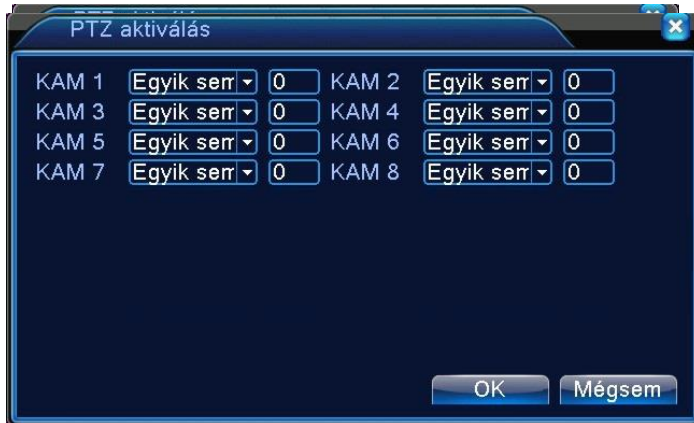 PTZ aktiválás
KAM 1 Egyik sem 0 KAM 2 Egyik sem 0
KAM 3 Egyik sem 0 KAM 4 Egyik sem 0
KAM 5 Egyik sem 0 KAM 6 Egyik sem 0
KAM 7 Egyik sem 0 KAM 8 Egyik sem 0
OK Mégsem